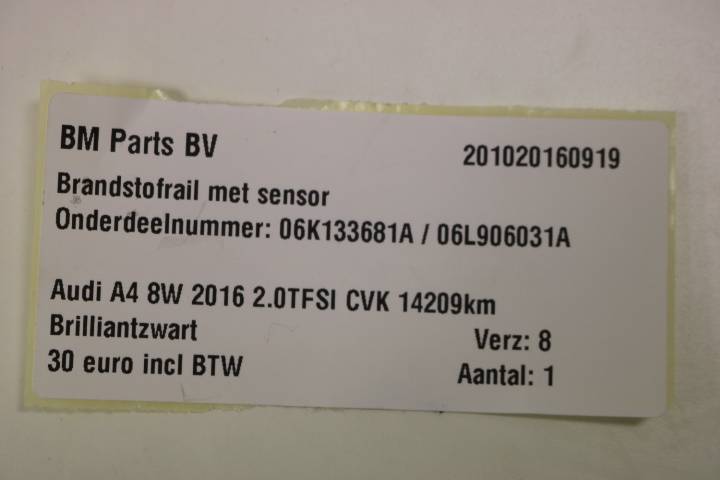 BM Parts BV 201020160919
Brandstofrail met sensor
Onderdeelnummer: 06K133681A / 06L906031A
Audi A4 8W 2016 2.0TFSI CVK 14209km
Brilliantzwart Verz: 8
30 euro incl BTW Aantal: 1